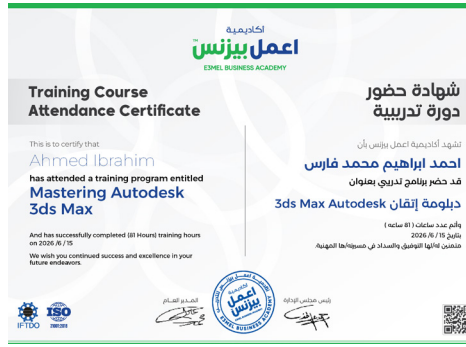 أكاديمية
اعمل بيزنس
E3MEL BUSINESS ACADEMY
Training Course
Attendance Certificate
شهادة حضور
دورة تدريبية
This is to certify that
Ahmed Ibrahim
has attended a training program entitled
Mastering Autodesk
3ds Max
And has successfully completed (81 Hours) training hours
on 2026 /6 / 15
We wish you continued success and excellence in your
future endeavors.
تشهد أكاديمية اعمل بيزنس بأن
احمد ابراهيم محمد فارس
قد حضر برنامج تدريبي بعنوان
دبلومة إتقان 3ds Max Autodesk
وأتم عدد ساعات ( 81 ساعه )
بتاريخ 15 / 6/ 2026
متمنين له/لها التوفيق والسداد في مسيرته/ها المهنية.
IFTDO
ISO
المدير العام
أكاديمية
اعمل
بيزنس
E3MEL BUSINESS ACADEMY
رئيس مجلس الإدارة